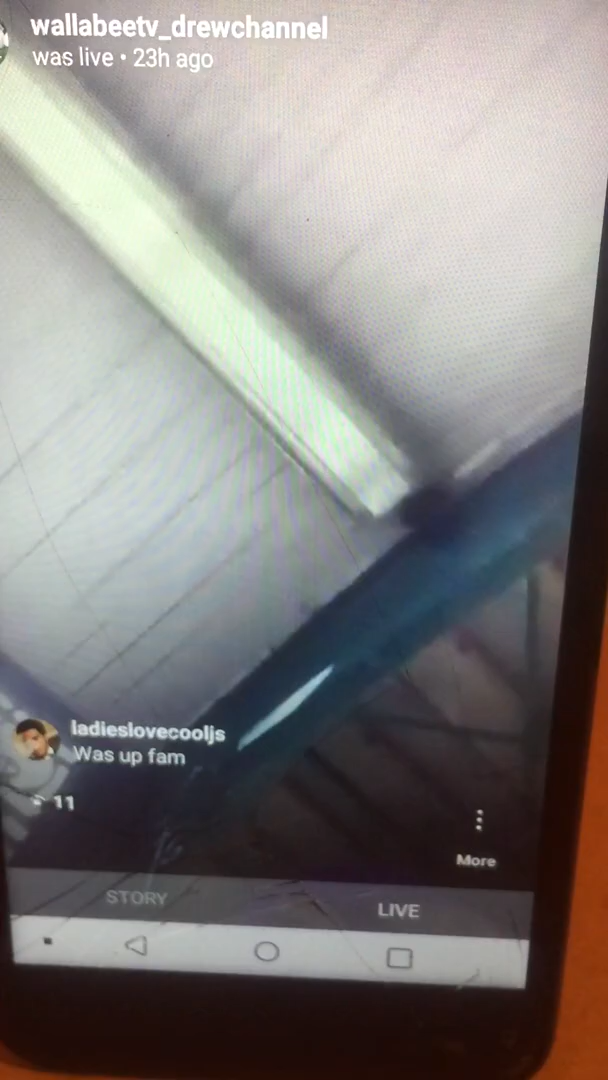 wallabeetv_drewchannel
was live • 23h ago
ladieslovecooljs
Was up fam
11
More
STORY
LIVE